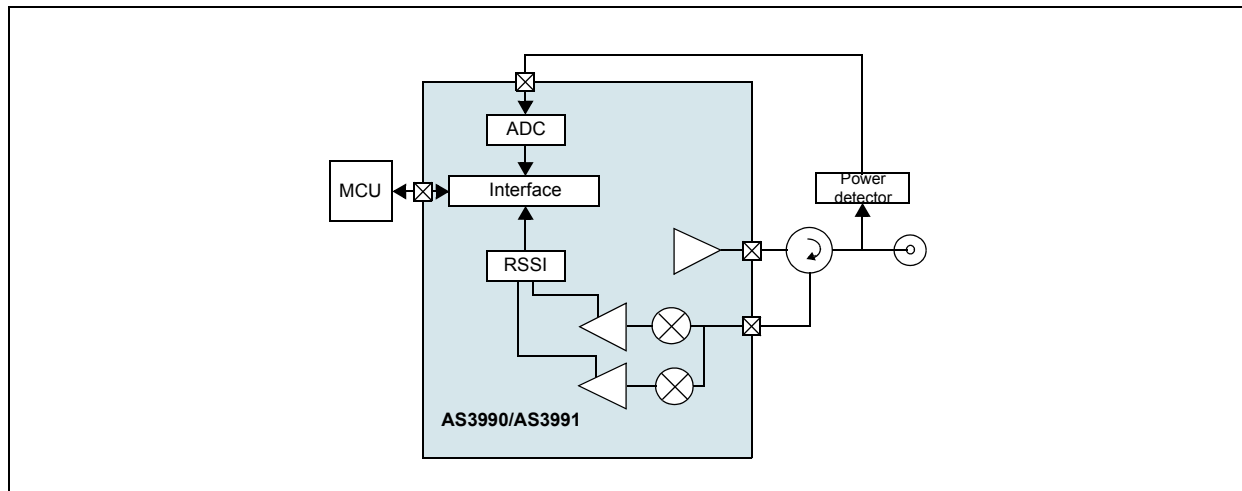 ADC
MCU
Interface
Power
detector
RSSI
AS3990/AS3991